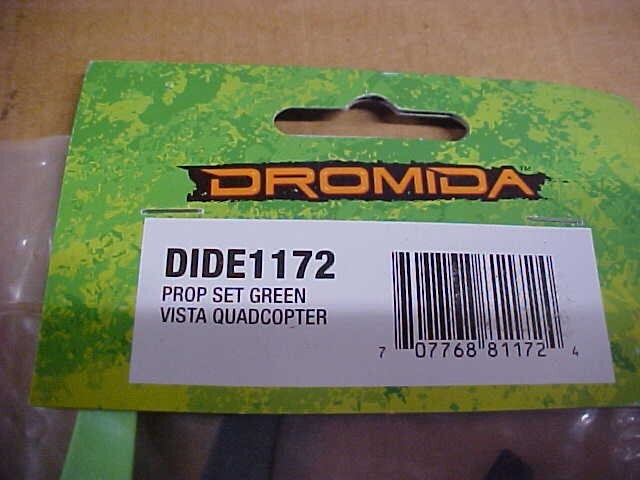 DROMIDA™
DIDE1172
PROP SET GREEN
VISTA QUADCOPTER
7 07768 81172 4